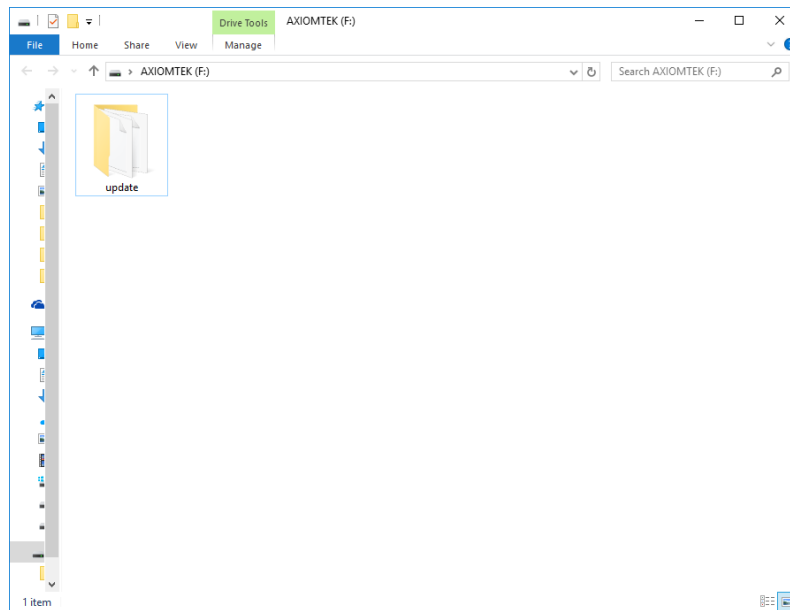 Drive Tools AXIOMTEK (F:)
File Home Share View Manage
AXIOMTEK (F:) Search AXIOMTEK (F:)
update
1 item